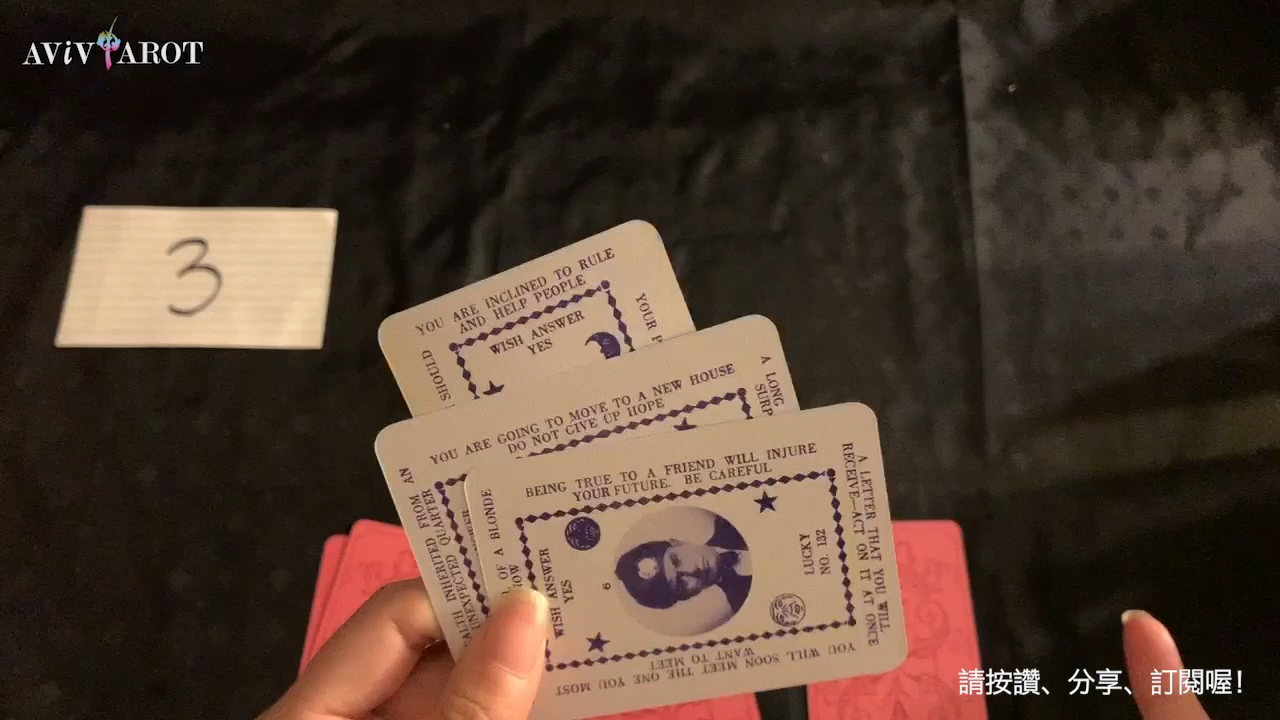 AViV TAROT
3
YOU ARE INCLINED TO RULE
AND HELP PEOPLE
WISH ANSWER
YES
SHOULD
YOUR
YOU ARE GOING TO MOVE TO A NEW HOUSE
DO NOT GIVE UP HOPE
A LONG
INHERITED FROM AN
UNEXPECTED QUARTER
BEING TRUE TO A FRIEND WILL INJURE
YOUR FUTURE. BE CAREFUL
A LETTER THAT YOU WILL
RECEIVE—ACT ON IT AT ONCE
YOU WILL SOON MEET THE ONE YOU MOST
WANT TO MEET
OF A BLONDE
WISH ANSWER
YES
6
LUCKY
NO. 132
請按讚、分享、訂閱喔!